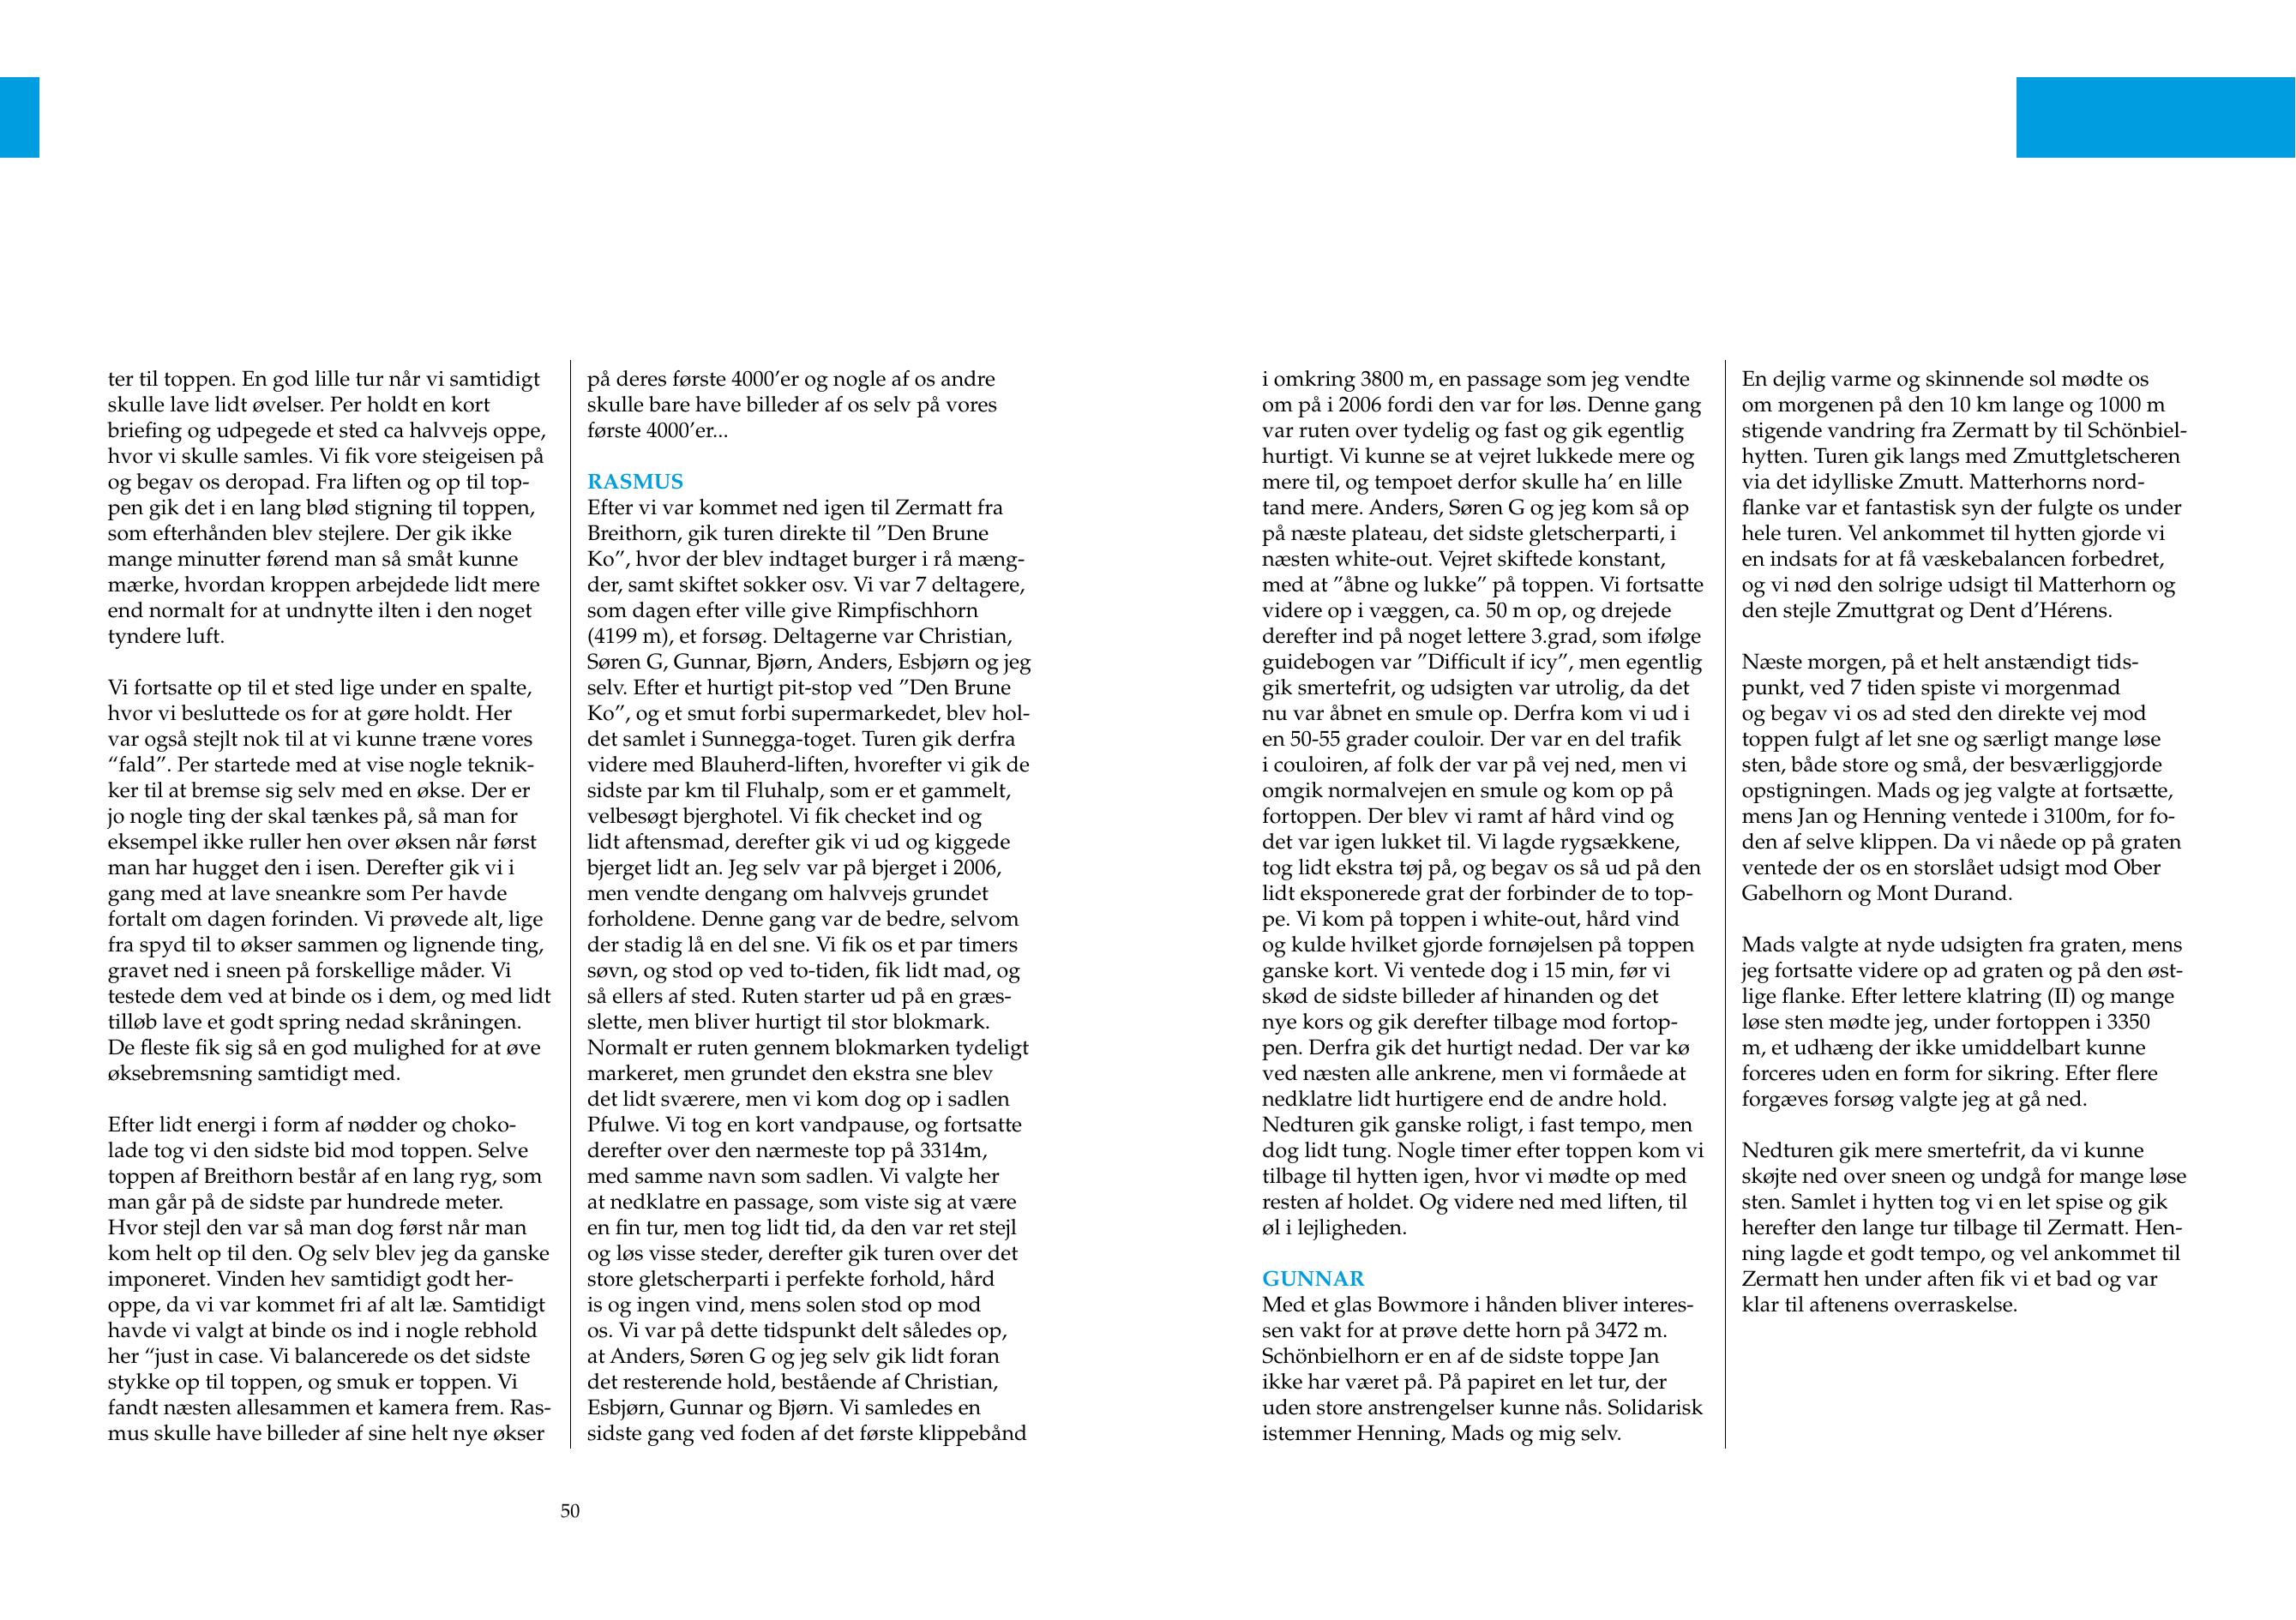 ter til toppen. En god lille tur når vi samtidigt
skulle lave lidt øvelser. Per holdt en kort
briefing og udpegede et sted ca halvvejs oppe,
hvor vi skulle samles. Vi fik vore steigeisen på
og begav os deropad. Fra liften og op til top-
pen gik det i en lang blød stigning til toppen,
som efterhånden blev stejlere. Der gik ikke
mange minutter førend man så småt kunne
mærke, hvordan kroppen arbejdede lidt mere
end normalt for at undnytte ilten i den noget
tyndere luft.
Vi fortsatte op til et sted lige under en spalte,
hvor vi besluttede os for at gøre holdt. Her
var også stejlt nok til at vi kunne træne vores
“fald”. Per startede med at vise nogle teknik-
ker til at bremse sig selv med en økse. Der er
jo nogle ting der skal tænkes på, så man for
eksempel ikke ruller hen over øksen når først
man har hugget den i isen. Derefter gik vi i
gang med at lave sneankre som Per havde
fortalt om dagen forinden. Vi prøvede alt, lige
fra spyd til to økser sammen og lignende ting,
gravet ned i sneen på forskellige måder. Vi
testede dem ved at binde os i dem, og med lidt
tilløb lave et godt spring nedad skråningen.
De fleste fik sig så en god mulighed for at øve
øksebremsning samtidigt med.
Efter lidt energi i form af nødder og choko-
lade tog vi den sidste bid mod toppen. Selve
toppen af Breithorn består af en lang ryg, som
man går på de sidste par hundrede meter.
Hvor stejl den var så man dog først når man
kom helt op til den. Og selv blev jeg da ganske
imponeret. Vinden hev samtidigt godt her-
oppe, da vi var kommet fri af alt læ. Samtidigt
havde vi valgt at binde os ind i nogle rebhold
her “just in case. Vi balancerede os det sidste
stykke op til toppen, og smuk er toppen. Vi
fandt næsten allesammen et kamera frem. Ras-
mus skulle have billeder af sine helt nye økser
på deres første 4000’er og nogle af os andre
skulle bare have billeder af os selv på vores
første 4000’er...
RASMUS
Efter vi var kommet ned igen til Zermatt fra
Breithorn, gik turen direkte til ”Den Brune
Ko”, hvor der blev indtaget burger i rå mæng-
der, samt skiftet sokker osv. Vi var 7 deltagere,
som dagen efter ville give Rimpfischhorn
(4199 m), et forsøg. Deltagerne var Christian,
Søren G, Gunnar, Bjørn, Anders, Esbjørn og jeg
selv. Efter et hurtigt pit-stop ved ”Den Brune
Ko”, og et smut forbi supermarkedet, blev hol-
det samlet i Sunnegga-toget. Turen gik derfra
videre med Blauherd-liften, hvorefter vi gik de
sidste par km til Fluhalp, som er et gammelt,
velbesøgt bjerghotel. Vi fik checket ind og
lidt aftensmad, derefter gik vi ud og kiggede
bjerget lidt an. Jeg selv var på bjerget i 2006,
men vendte dengang om halvvejs grundet
forholdene. Denne gang var de bedre, selvom
der stadig lå en del sne. Vi fik os et par timers
søvn, og stod op ved to-tiden, fik lidt mad, og
så ellers af sted. Ruten starter ud på en græs-
slette, men bliver hurtigt til stor blokmark.
Normalt er ruten gennem blokmarken tydeligt
markeret, men grundet den ekstra sne blev
det lidt sværere, men vi kom dog op i sadlen
Pfulwe. Vi tog en kort vandpause, og fortsatte
derefter over den nærmeste top på 3314m,
med samme navn som sadlen. Vi valgte her
at nedklatre en passage, som viste sig at være
en fin tur, men tog lidt tid, da den var ret stejl
og løs visse steder, derefter gik turen over det
store gletscherparti i perfekte forhold, hård
is og ingen vind, mens solen stod op mod
os. Vi var på dette tidspunkt delt således op,
at Anders, Søren G og jeg selv gik lidt foran
det resterende hold, bestående af Christian,
Esbjørn, Gunnar og Bjørn. Vi samledes en
sidste gang ved foden af det første klippebånd
i omkring 3800 m, en passage som jeg vendte
om på i 2006 fordi den var for løs. Denne gang
var ruten over tydelig og fast og gik egentlig
hurtigt. Vi kunne se at vejret lukkede mere og
mere til, og tempoet derfor skulle ha’ en lille
tand mere. Anders, Søren G og jeg kom så op
på næste plateau, det sidste gletscherparti, i
næsten white-out. Vejret skiftede konstant,
med at ”åbne og lukke” på toppen. Vi fortsatte
videre op i væggen, ca. 50 m op, og drejede
derefter ind på noget lettere 3.grad, som ifølge
guidebogen var ”Difficult if icy”, men egentlig
gik smertefrit, og udsigten var utrolig, da det
nu var åbnet en smule op. Derfra kom vi ud i
en 50-55 grader couloir. Der var en del trafik
i couloiren, af folk der var på vej ned, men vi
omgik normalvejen en smule og kom op på
fortoppen. Der blev vi ramt af hård vind og
det var igen lukket til. Vi lagde rygsækkene,
tog lidt ekstra tøj på, og begav os så ud på den
lidt eksponerede grat der forbinder de to top-
pe. Vi kom på toppen i white-out, hård vind
og kulde hvilket gjorde fornøjelsen på toppen
ganske kort. Vi ventede dog i 15 min, før vi
skød de sidste billeder af hinanden og det
nye kors og gik derefter tilbage mod fortop-
pen. Derfra gik det hurtigt nedad. Der var kø
ved næsten alle ankrene, men vi formåede at
nedklatre lidt hurtigere end de andre hold.
Nedturen gik ganske roligt, i fast tempo, men
dog lidt tung. Nogle timer efter toppen kom vi
tilbage til hytten igen, hvor vi mødte op med
resten af holdet. Og videre ned med liften, til
øl i lejligheden.
GUNNAR
Med et glas Bowmore i hånden bliver interes-
sen vakt for at prøve dette horn på 3472 m.
Schönbielhorn er en af de sidste toppe Jan
ikke har været på. På papiret en let tur, der
uden store anstrengelser kunne nås. Solidarisk
istemmer Henning, Mads og mig selv.
En dejlig varme og skinnende sol mødte os
om morgenen på den 10 km lange og 1000 m
stigende vandring fra Zermatt by til Schönbiel-
hytten. Turen gik langs med Zmuttgletscheren
via det idylliske Zmutt. Matterhorns nord-
flanke var et fantastisk syn der fulgte os under
hele turen. Vel ankommet til hytten gjorde vi
en indsats for at få væskebalancen forbedret,
og vi nød den solrige udsigt til Matterhorn og
den stejle Zmuttgrat og Dent d’Hérens.
Næste morgen, på et helt anstændigt tids-
punkt, ved 7 tiden spiste vi morgenmad
og begav vi os ad sted den direkte vej mod
toppen fulgt af let sne og særligt mange løse
sten, både store og små, der besværliggjorde
opstigningen. Mads og jeg valgte at fortsætte,
mens Jan og Henning ventede i 3100m, for fo-
den af selve klippen. Da vi nåede op på graten
ventede der os en storslået udsigt mod Ober
Gabelhorn og Mont Durand.
Mads valgte at nyde udsigten fra graten, mens
jeg fortsatte videre op ad graten og på den øst-
lige flanke. Efter lettere klatring (II) og mange
løse sten mødte jeg, under fortoppen i 3350
m, et udhæng der ikke umiddelbart kunne
forceres uden en form for sikring. Efter flere
forgæves forsøg valgte jeg at gå ned.
Nedturen gik mere smertefrit, da vi kunne
skøjte ned over sneen og undgå for mange løse
sten. Samlet i hytten tog vi en let spise og gik
herefter den lange tur tilbage til Zermatt. Hen-
ning lagde et godt tempo, og vel ankommet til
Zermatt hen under aften fik vi et bad og var
klar til aftenens overraskelse.
50